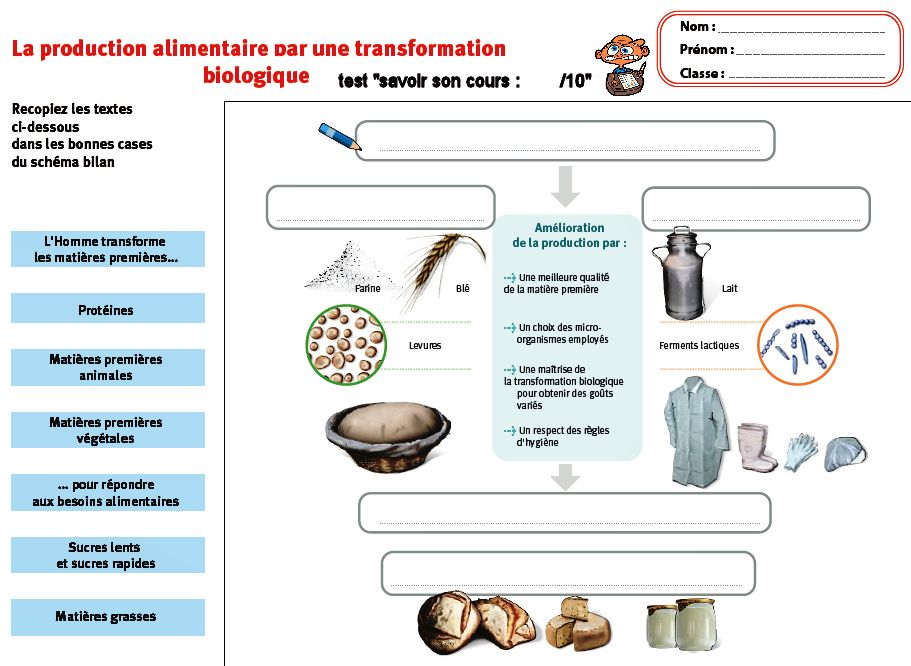 La production alimentaire par une transformation
biologique
test "savoir son cours : /10"
Nom :
Prénom :
Classe :
Recopiez les textes
ci-dessous
dans les bonnes cases
du schéma bilan
L'Homme transforme
les matières premières...
Protéines
Matières premières
animales
Matières premières
végétales
... pour répondre
aux besoins alimentaires
Sucres lents
et sucres rapides
Matières grasses
Farine
Blé
Levures
Amélioration
de la production par :
Une meilleure qualité
de la matière première
Un choix des micro-
organismes employés
Une maîtrise de
la transformation biologique
pour obtenir des goûts
variés
Un respect des règles
d'hygiène
Lait
Ferments lactiques